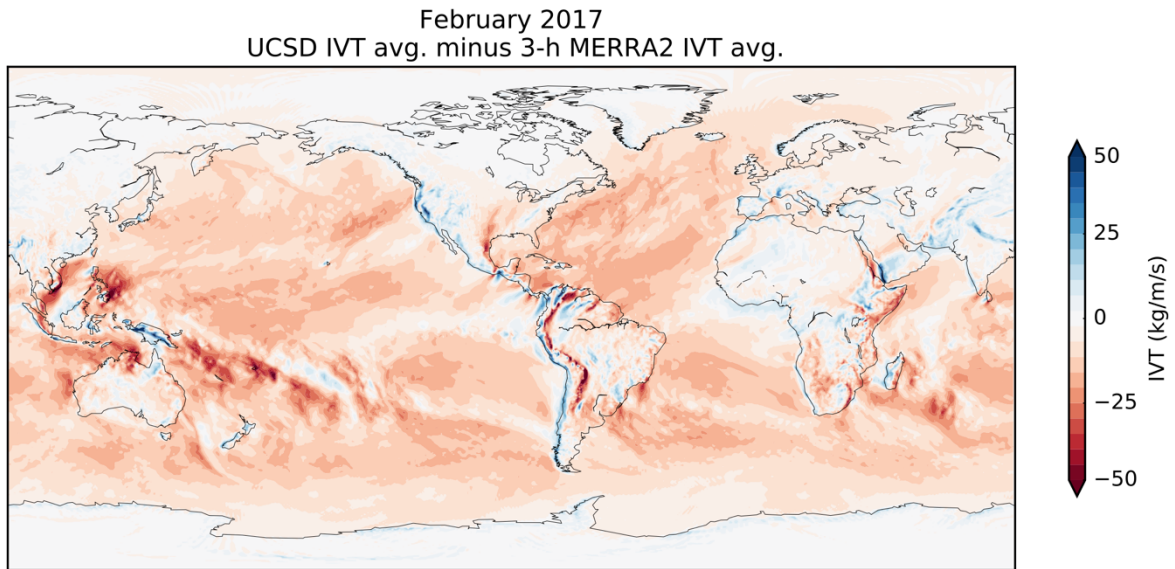 February 2017
UCSD IVT avg. minus 3-h MERRA2 IVT avg.
50
25
0
−25
−50
IVT (kg/m/s)